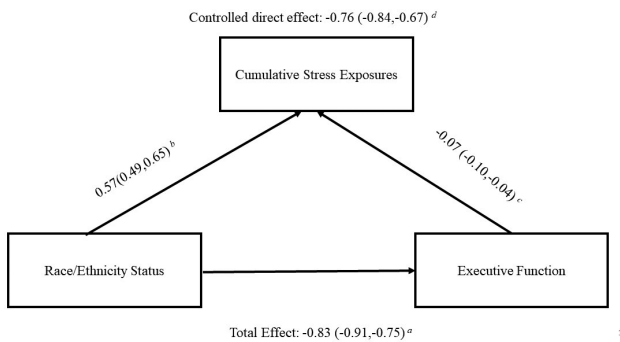 Controlled direct effect: -0.76 (-0.84,-0.67) d
Cumulative Stress Exposures
0.57(0.49,0.65) b
-0.07 (-0.10,-0.04) c
Race/Ethnicity Status
Executive Function
Total Effect: -0.83 (-0.91,-0.75) a